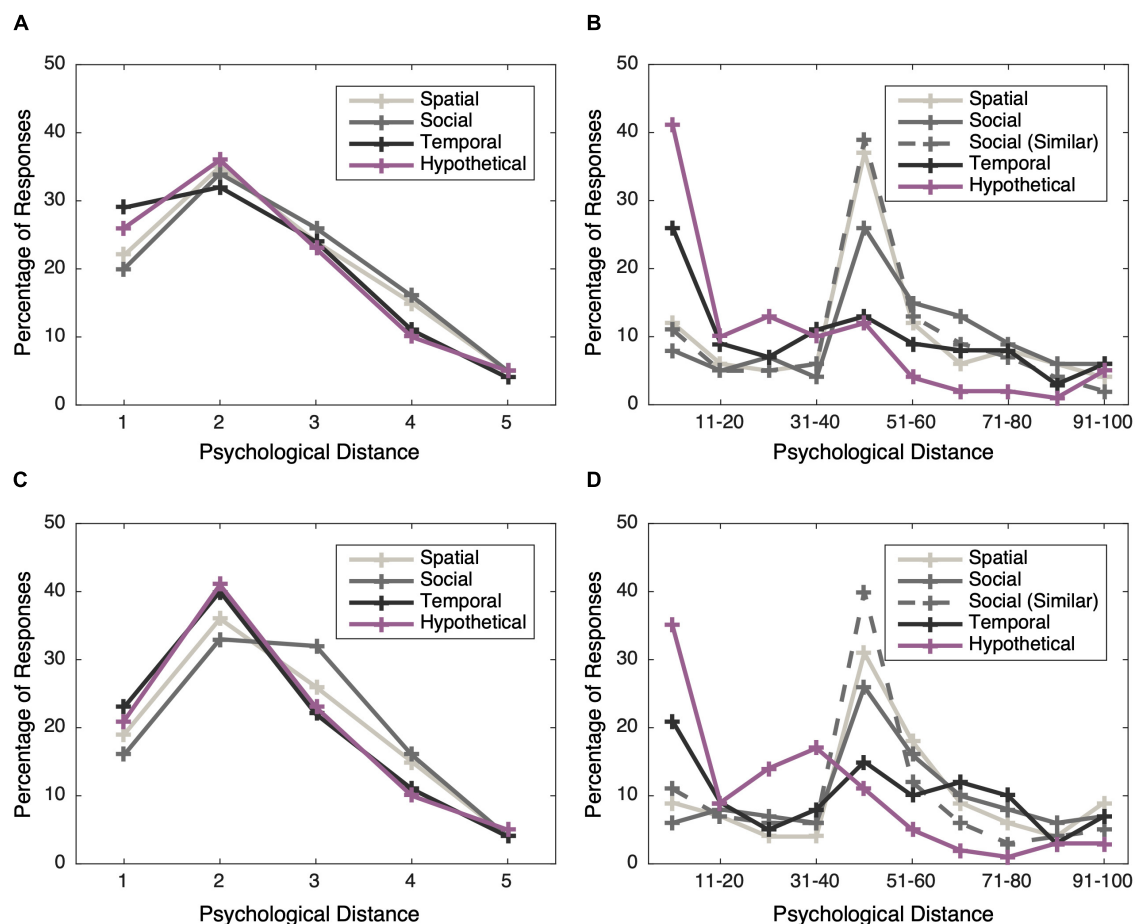 A
50
40
30
20
10
0
Percentage of Responses
Spatial
Social
Temporal
Hypothetical
1 2 3 4 5
Psychological Distance
B
50
40
30
20
10
0
Percentage of Responses
Spatial
Social
Social (Similar)
Temporal
Hypothetical
11-20 31-40 51-60 71-80 91-100
Psychological Distance
C
50
40
30
20
10
0
Percentage of Responses
Spatial
Social
Temporal
Hypothetical
1 2 3 4 5
Psychological Distance
D
50
40
30
20
10
0
Percentage of Responses
Spatial
Social
Social (Similar)
Temporal
Hypothetical
11-20 31-40 51-60 71-80 91-100
Psychological Distance